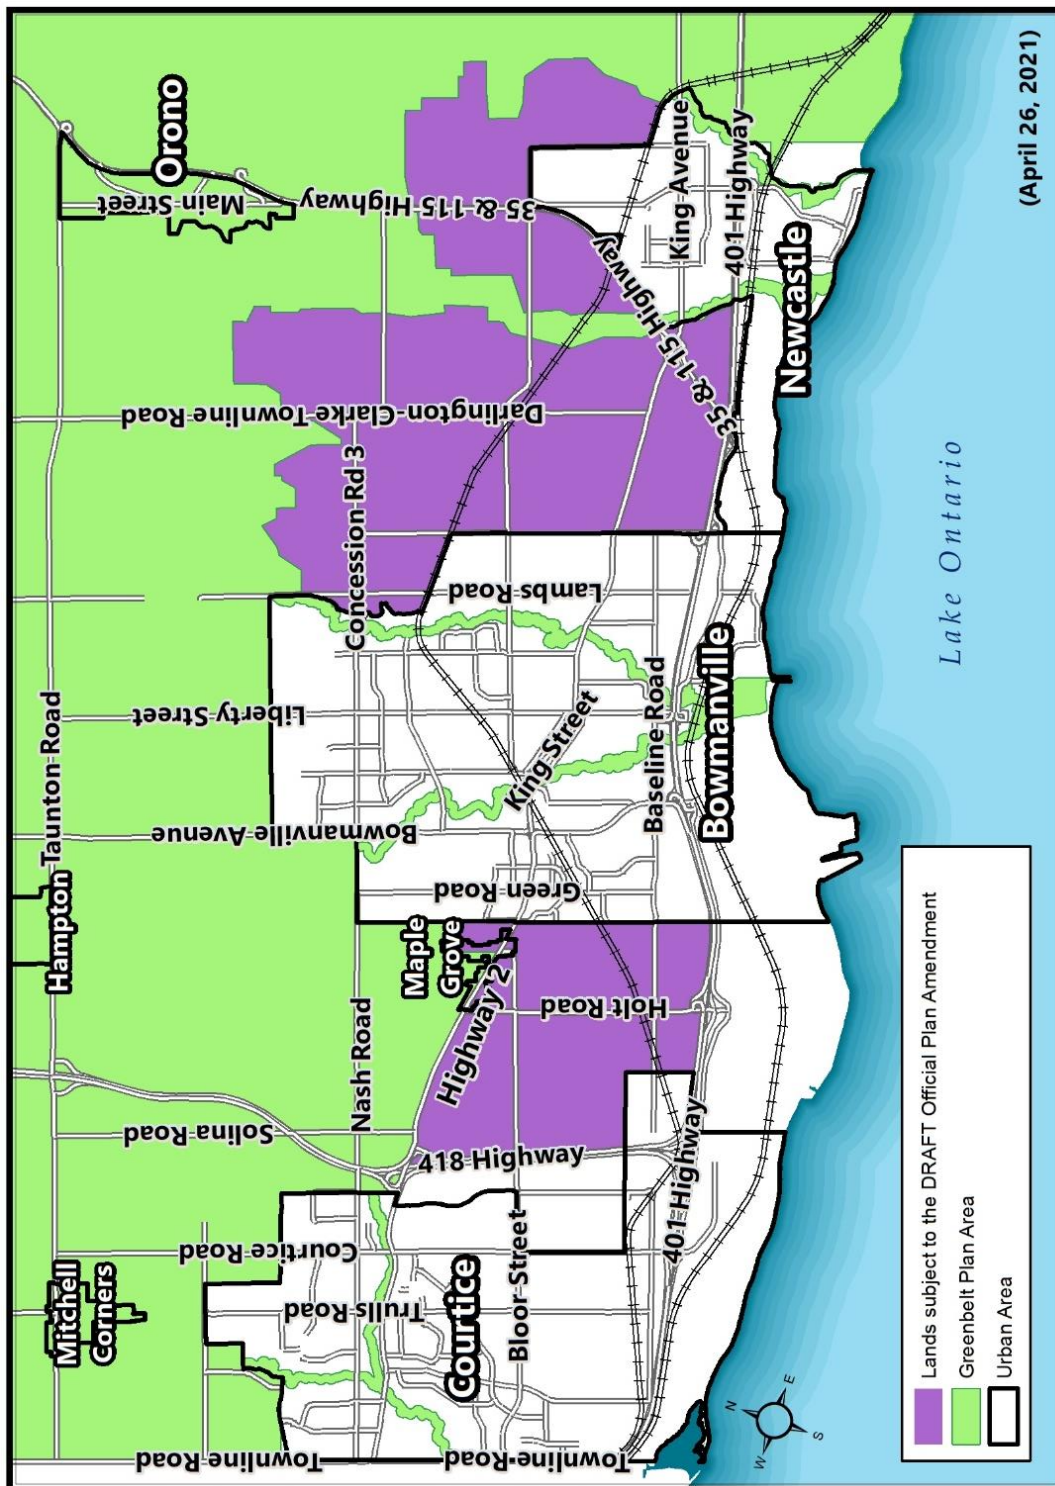 Hampton
Taunton Road
Mitchell
Corners
Orono
Main Street
35 & 115 Highway
Solina Road
Bowmanville Avenue
Liberty Street
Darlington-Clarke Townline Road
Townline Road
Courtice Road
Trulls Road
Nash Road
Concession Rd 3
Maple
Grove
Highway 2
Green Road
Lambs Road
418 Highway
Holt Road
King Street
Courtice
Bloor Street
Townline Road
Baseline Road
35 & 115 Highway
King Avenue
401 Highway
401 Highway
Bowmanville
Newcastle
Lake Ontario
N
E
S
W
Lands subject to the DRAFT Official Plan Amendment
Greenbelt Plan Area
Urban Area
(April 26, 2021)